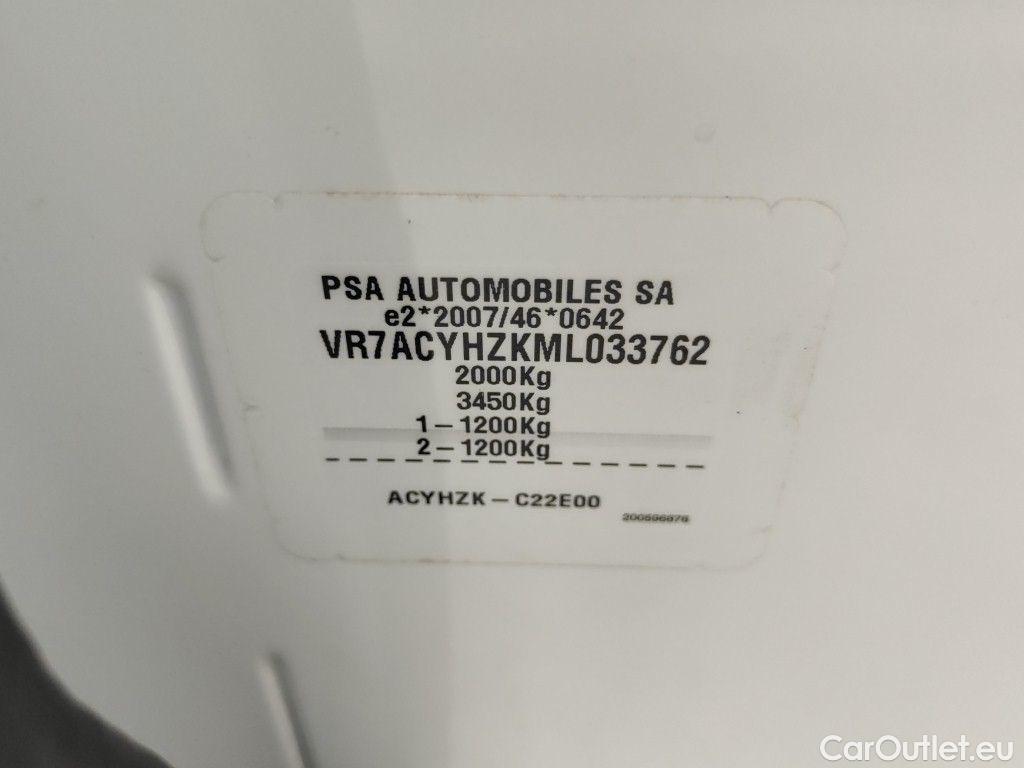 PSA AUTOMOBILES SA
e2*2007/46*0642
VR7ACYHZKML033762
2000Kg
3450Kg
1–1200Kg
2–1200Kg
ACYHZK–C22E00
CarOutlet.eu